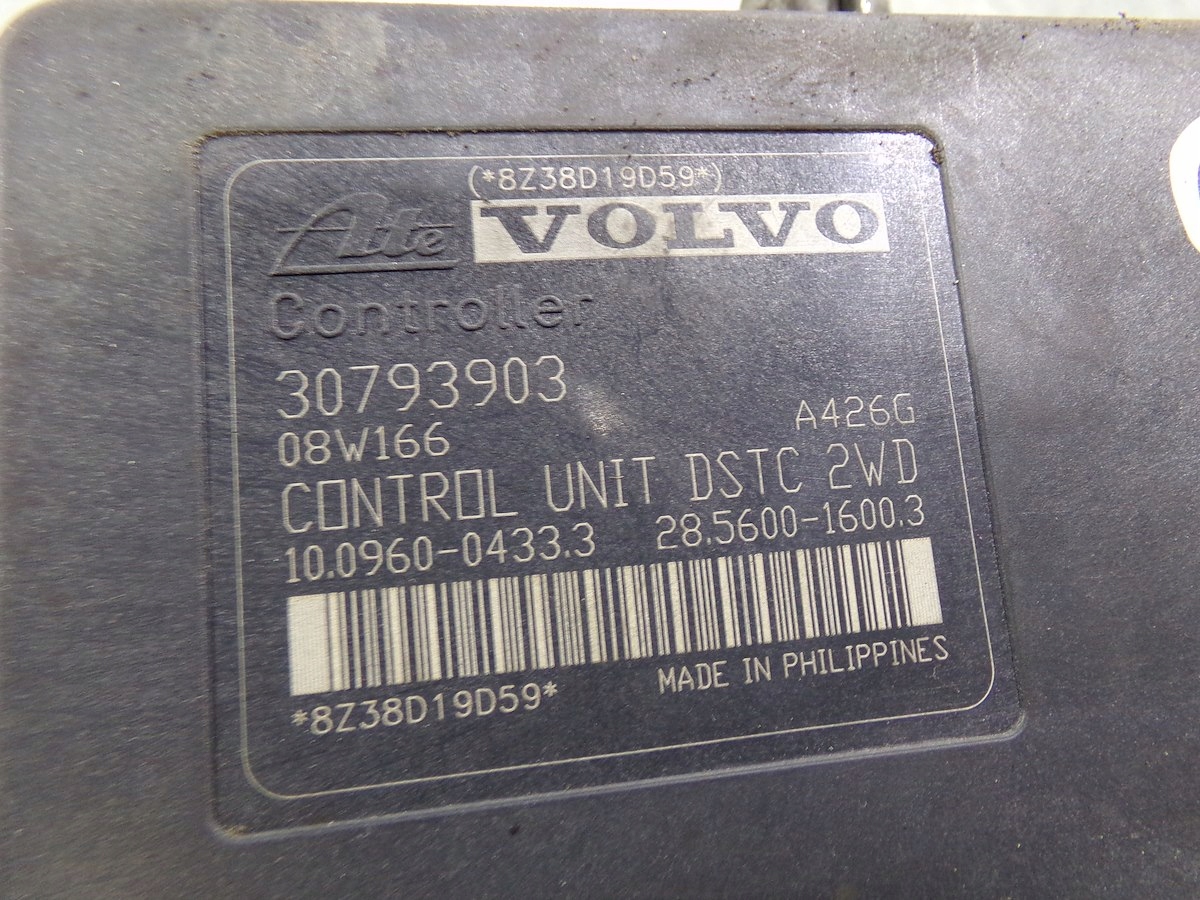 (*8Z38D19D59*)
Ate VOLVO
Controller
30793903
08W166 A426G
CONTROL UNIT DSTC 2WD
10.0960-0433.3 28.5600-1600.3
*8Z38D19D59* MADE IN PHILIPPINES